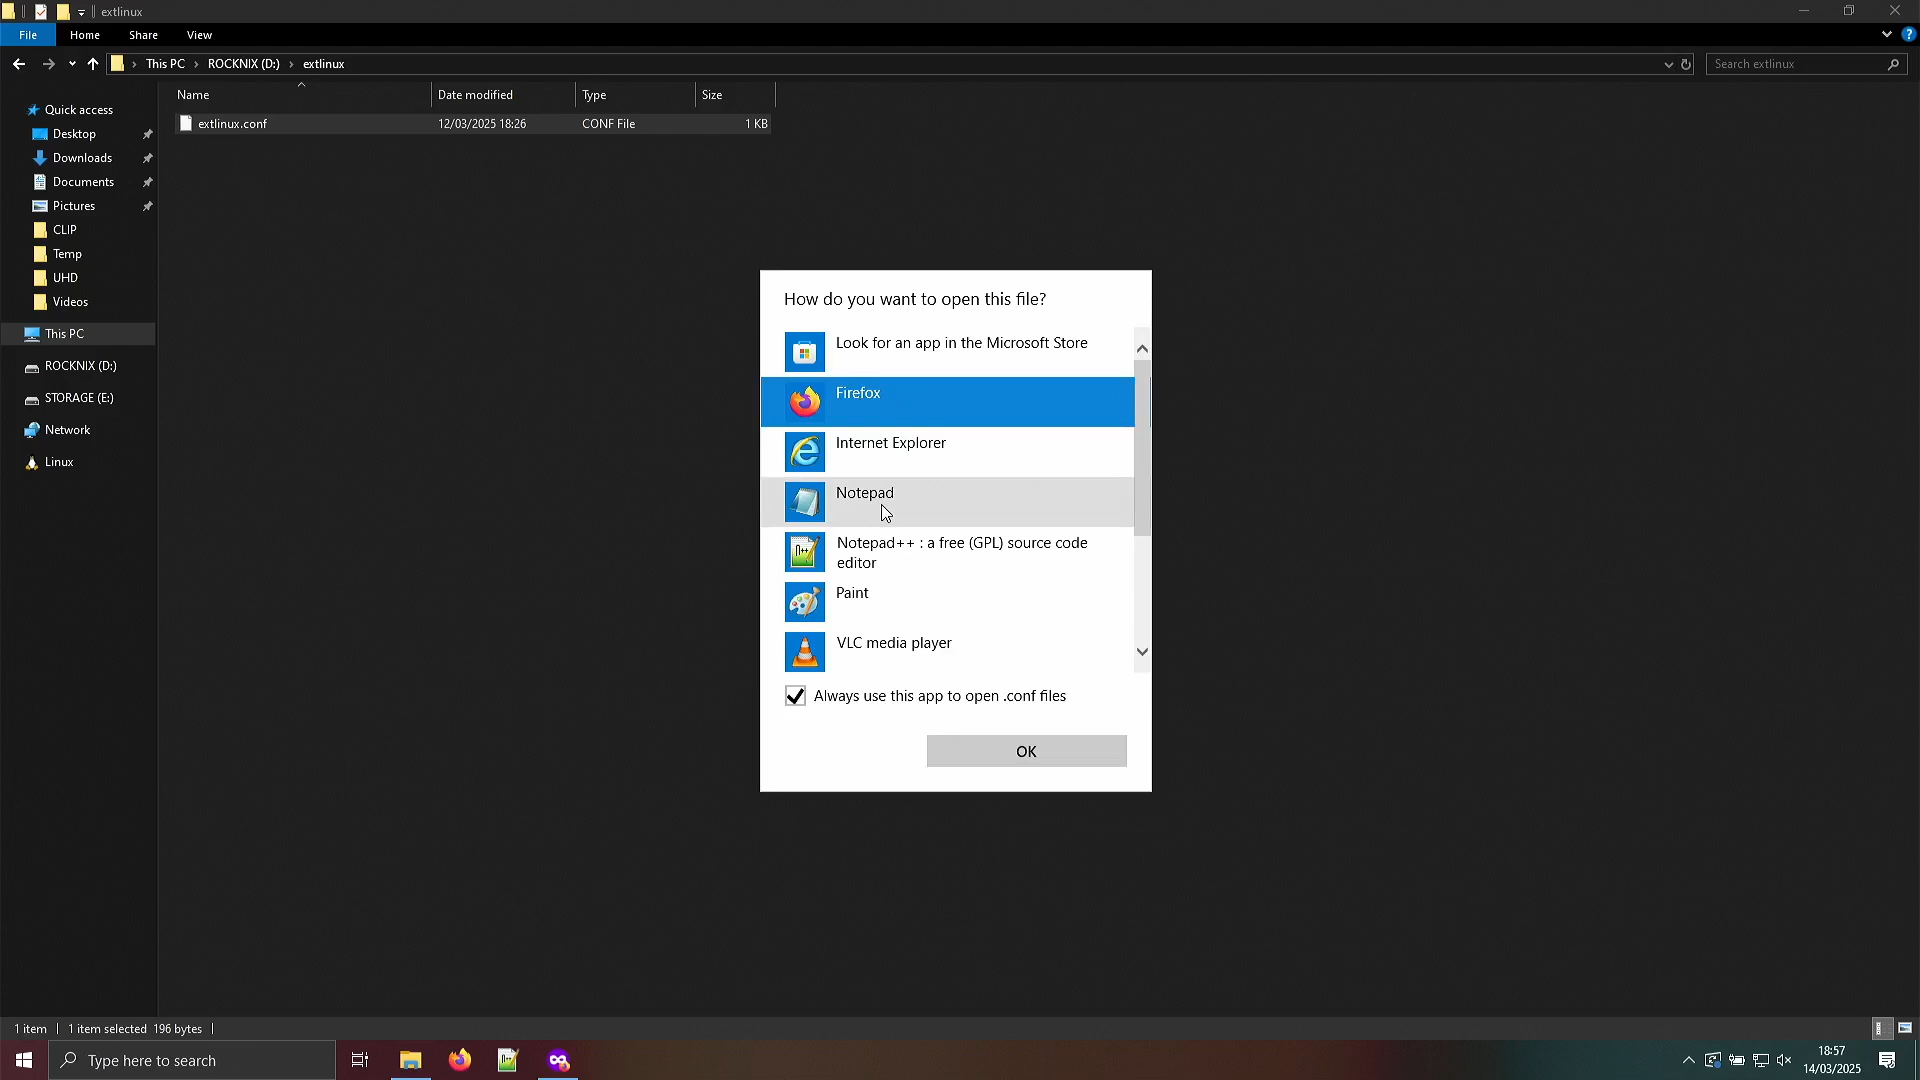 extlinux
File Home Share View
This PC ROCKNIX (D:) extlinux
Search extlinux
Name Date modified Type Size
extlinux.conf 12/03/2025 18:26 CONF File 1 KB
Quick access
Desktop
Downloads
Documents
Pictures
CLIP
Temp
UHD
Videos
This PC
ROCKNIX (D:)
STORAGE (E:)
Network
Linux
How do you want to open this file?
Look for an app in the Microsoft Store
Firefox
Internet Explorer
Notepad
Notepad++ : a free (GPL) source code
editor
Paint
VLC media player
Always use this app to open .conf files
OK
1 item 1 item selected 196 bytes
Type here to search
18:57
14/03/2025